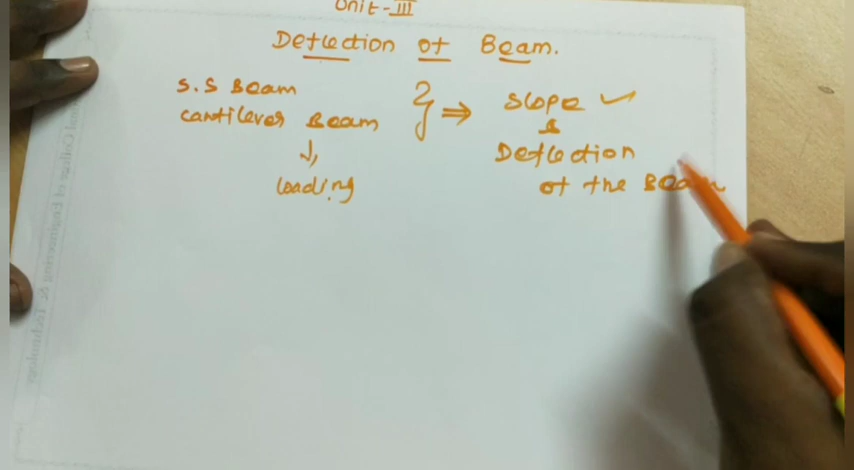 Unit-III
Deflection of Beam.
S.S Beam
cantilever Beam } ⇒ slope ✓
&
Deflection
of the Beam
↓
loading